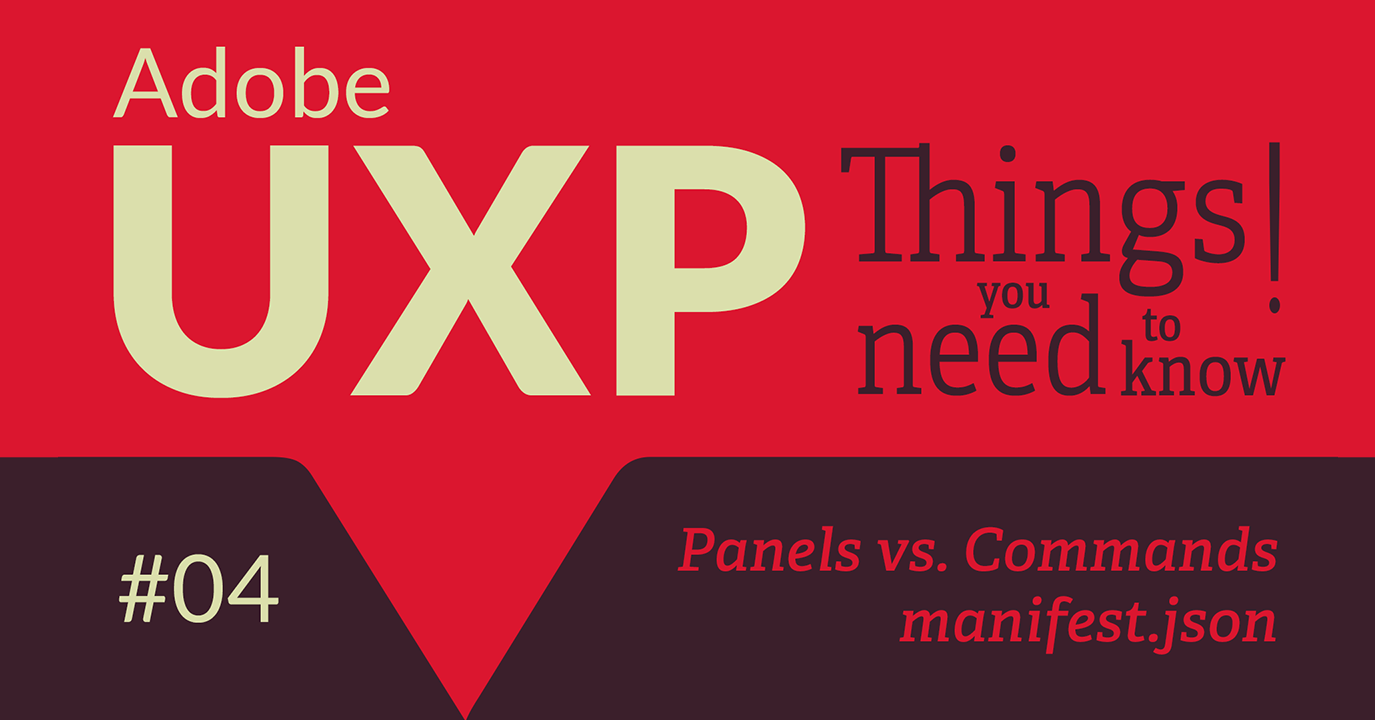 Adobe
UXP
Things!
you
need to
know
#04
Panels vs. Commands
manifest.json